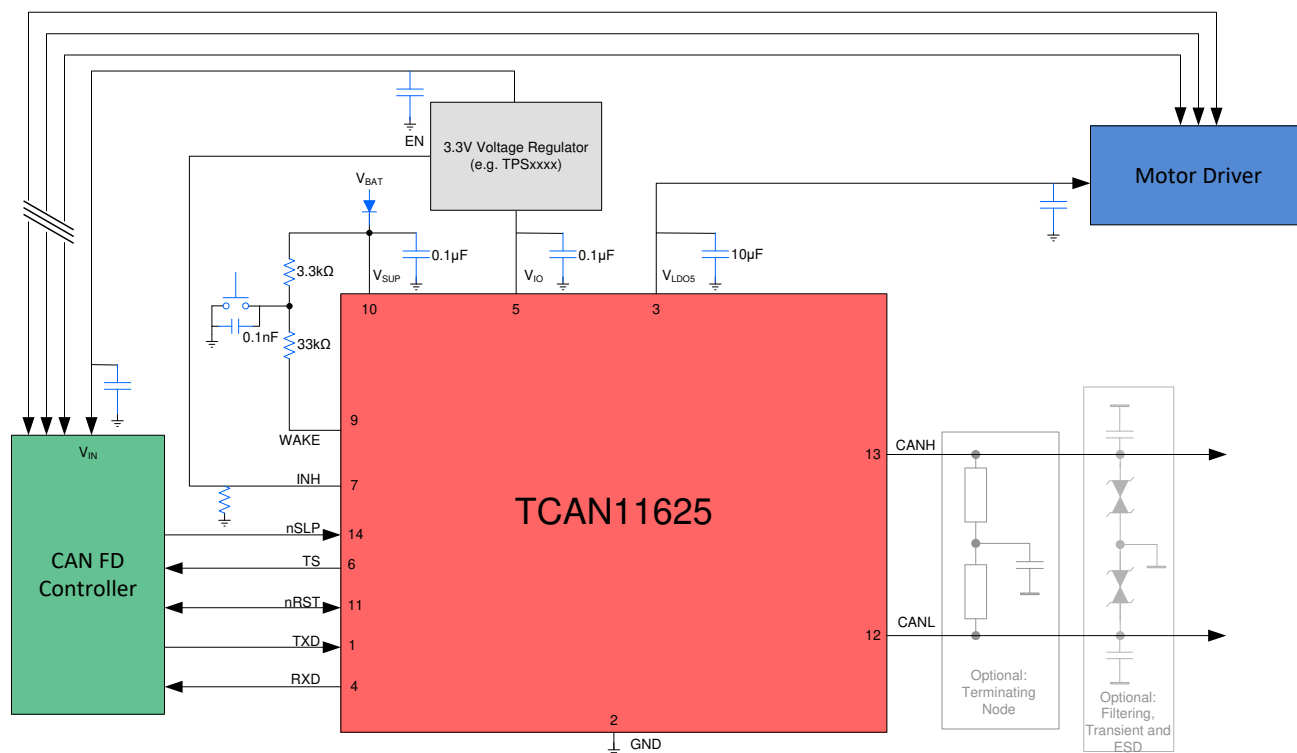 EN
3.3V Voltage Regulator
(e.g. TPSxxxx)
Motor Driver
VBAT
3.3kΩ
VSUP
0.1µF
VIO
0.1µF
VLDO5
10µF
10
5
3
0.1nF
33kΩ
9
WAKE
VIN
CANH
13
INH
7
TCAN11625
nSLP
14
CAN FD
Controller
TS
6
nRST
11
TXD
1
RXD
4
CANL
12
2
GND
Optional:
Terminating
Node
Optional:
Filtering,
Transient and
ESD